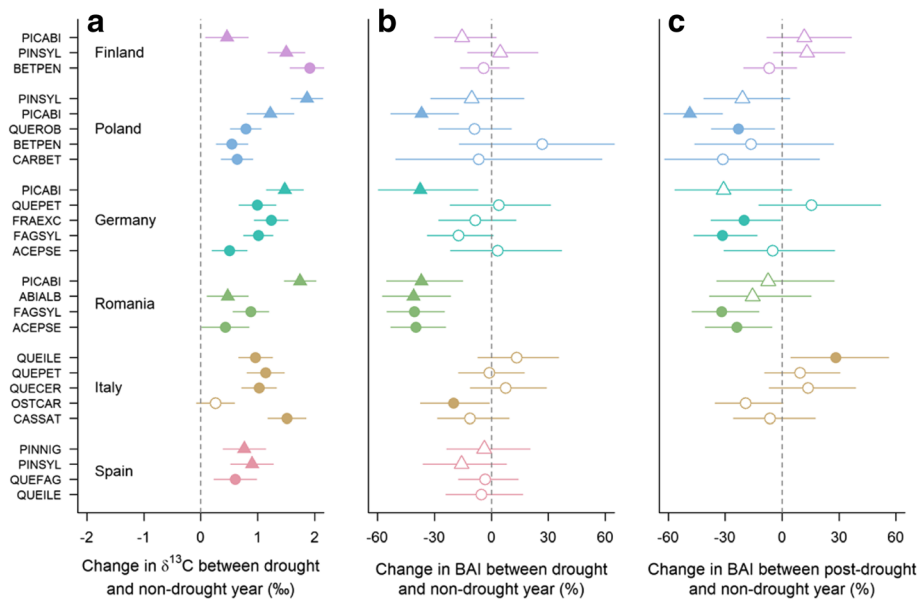 a
b
c
PICABI
PINSYL
Finland
BETPEN
PINSYL
PICABI
QUEROB
Poland
BETPEN
CARBET
PICABI
QUEPET
FRAEXC
Germany
FAGSYL
ACEPSE
PICABI
ABIALB
Romania
FAGSYL
ACEPSE
QUEILE
QUEPET
QUECER
Italy
OSTCAR
CASSAT
PINNIG
PINSYL
Spain
QUEFAG
QUEILE
-2 -1 0 1 2
-60 -30 0 30 60
-60 -30 0 30 60
Change in δ¹³C between drought
and non-drought year (‰)
Change in BAI between drought
and non-drought year (%)
Change in BAI between post-drought
and non-drought year (%)